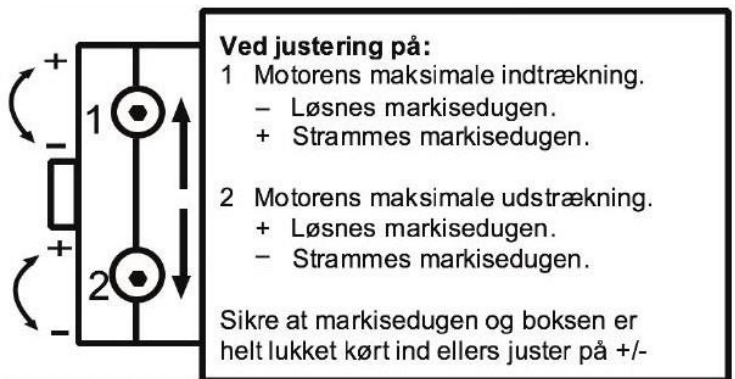 +
1
–
+
2
–
Ved justering på:
1 Motorens maksimale indtrækning.
– Løsnes markisedugen.
+ Strammes markisedugen.
2 Motorens maksimale udstrækning.
+ Løsnes markisedugen.
– Strammes markisedugen.
Sikre at markisedugen og boksen er
helt lukket kørt ind ellers juster på +/-